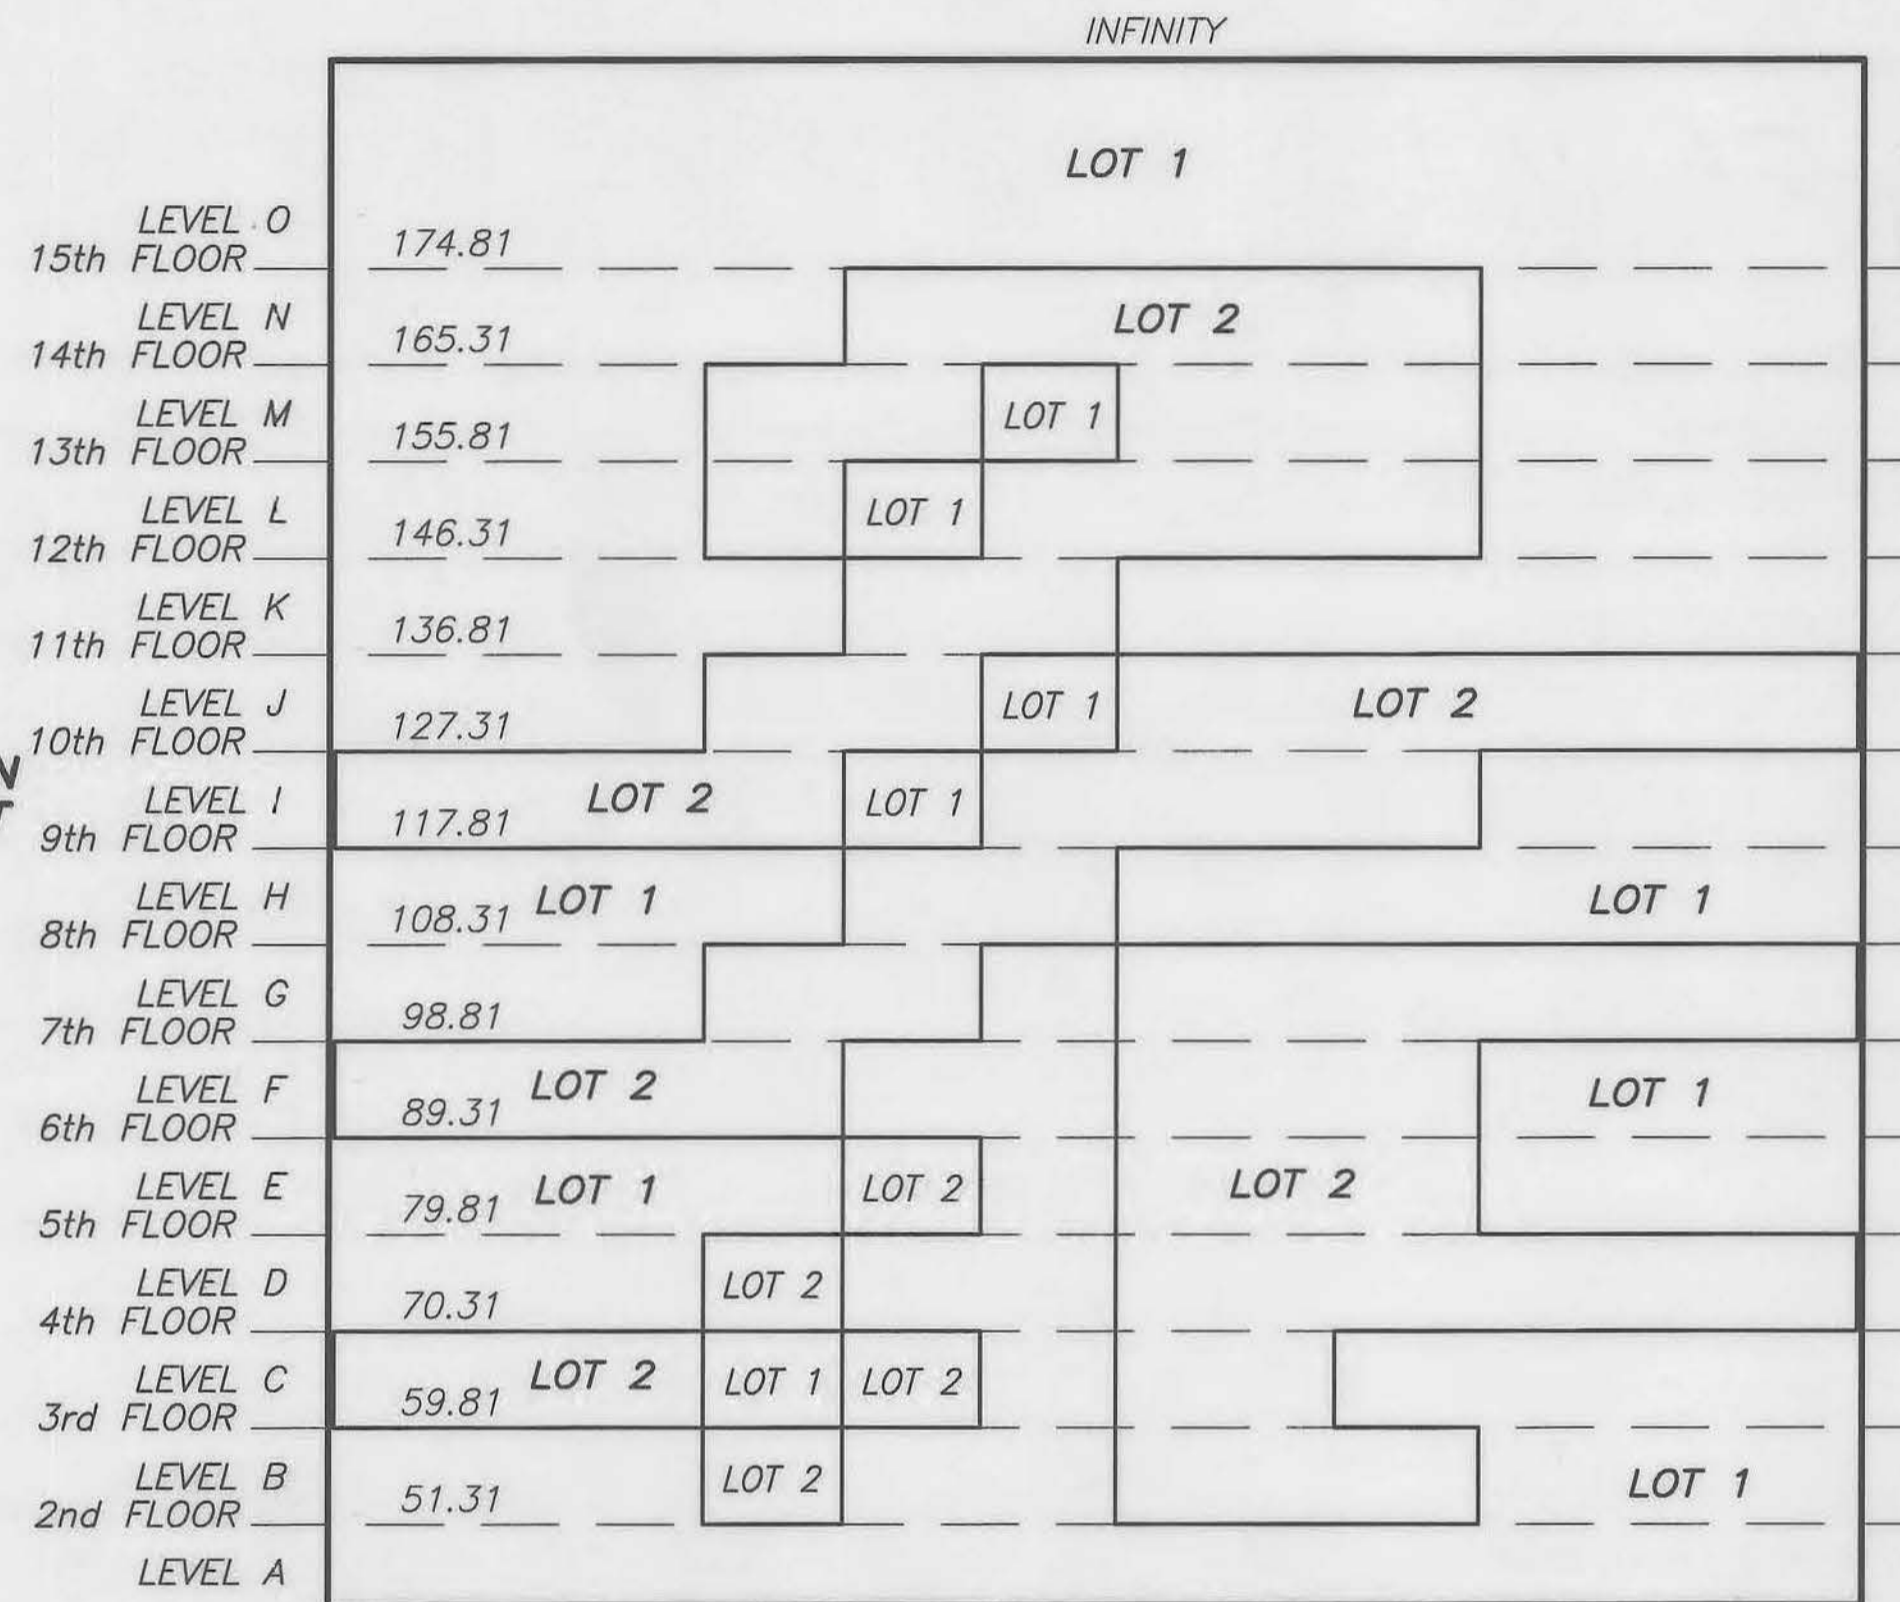 INFINITY
LOT 1
LEVEL O
15th FLOOR 174.81
LEVEL N
LOT 2
14th FLOOR 165.31
LEVEL M
LOT 1
13th FLOOR 155.81
LEVEL L
LOT 1
12th FLOOR 146.31
LEVEL K
11th FLOOR 136.81
LEVEL J
LOT 1 LOT 2
10th FLOOR 127.31
LEVEL I
LOT 2 LOT 1
9th FLOOR 117.81
LEVEL H
LOT 1 LOT 1
8th FLOOR 108.31
LEVEL G
7th FLOOR 98.81
LEVEL F
LOT 2 LOT 1
6th FLOOR 89.31
LEVEL E
LOT 1 LOT 2 LOT 2
5th FLOOR 79.81
LEVEL D
LOT 2
4th FLOOR 70.31
LEVEL C
LOT 2 LOT 1 LOT 2
3rd FLOOR 59.81
LEVEL B
LOT 2 LOT 1
2nd FLOOR 51.31
LEVEL A